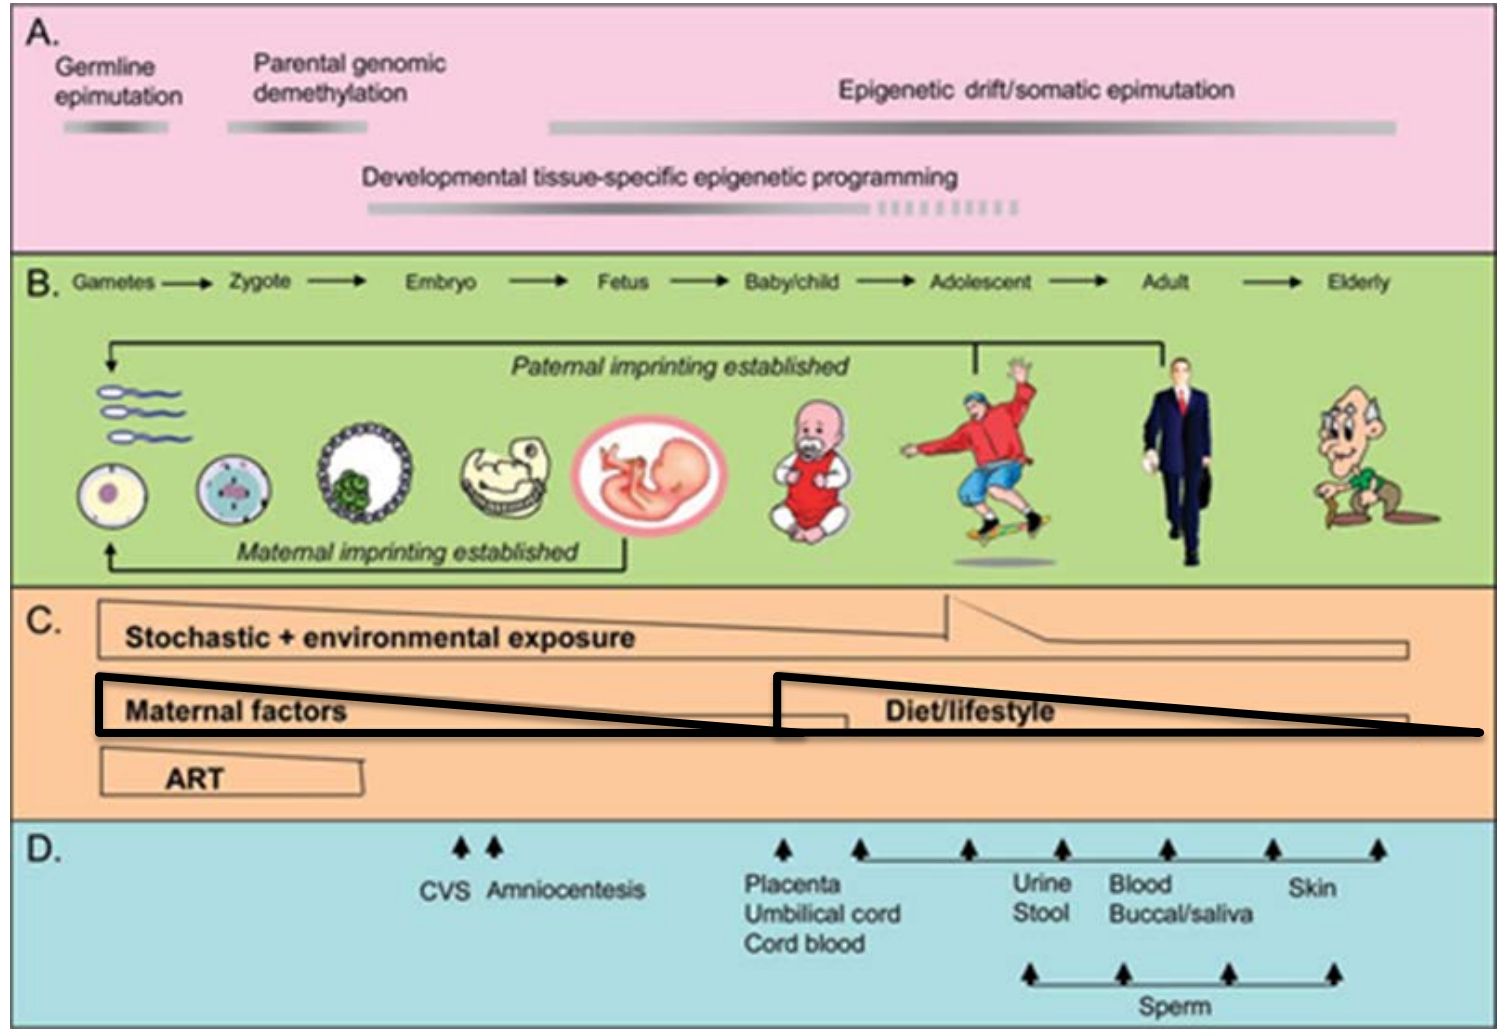 A.
Germline
epimutation
Parental genomic
demethylation
Epigenetic drift/somatic epimutation
Developmental tissue-specific epigenetic programming
B. Gametes Zygote Embryo Fetus Baby/child Adolescent Adult Elderly
Paternal imprinting established
Maternal imprinting established
C.
Stochastic + environmental exposure
Maternal factors
Diet/lifestyle
ART
D.
CVS Amniocentesis
Placenta
Umbilical cord
Cord blood
Urine
Stool
Blood
Buccal/saliva
Skin
Sperm